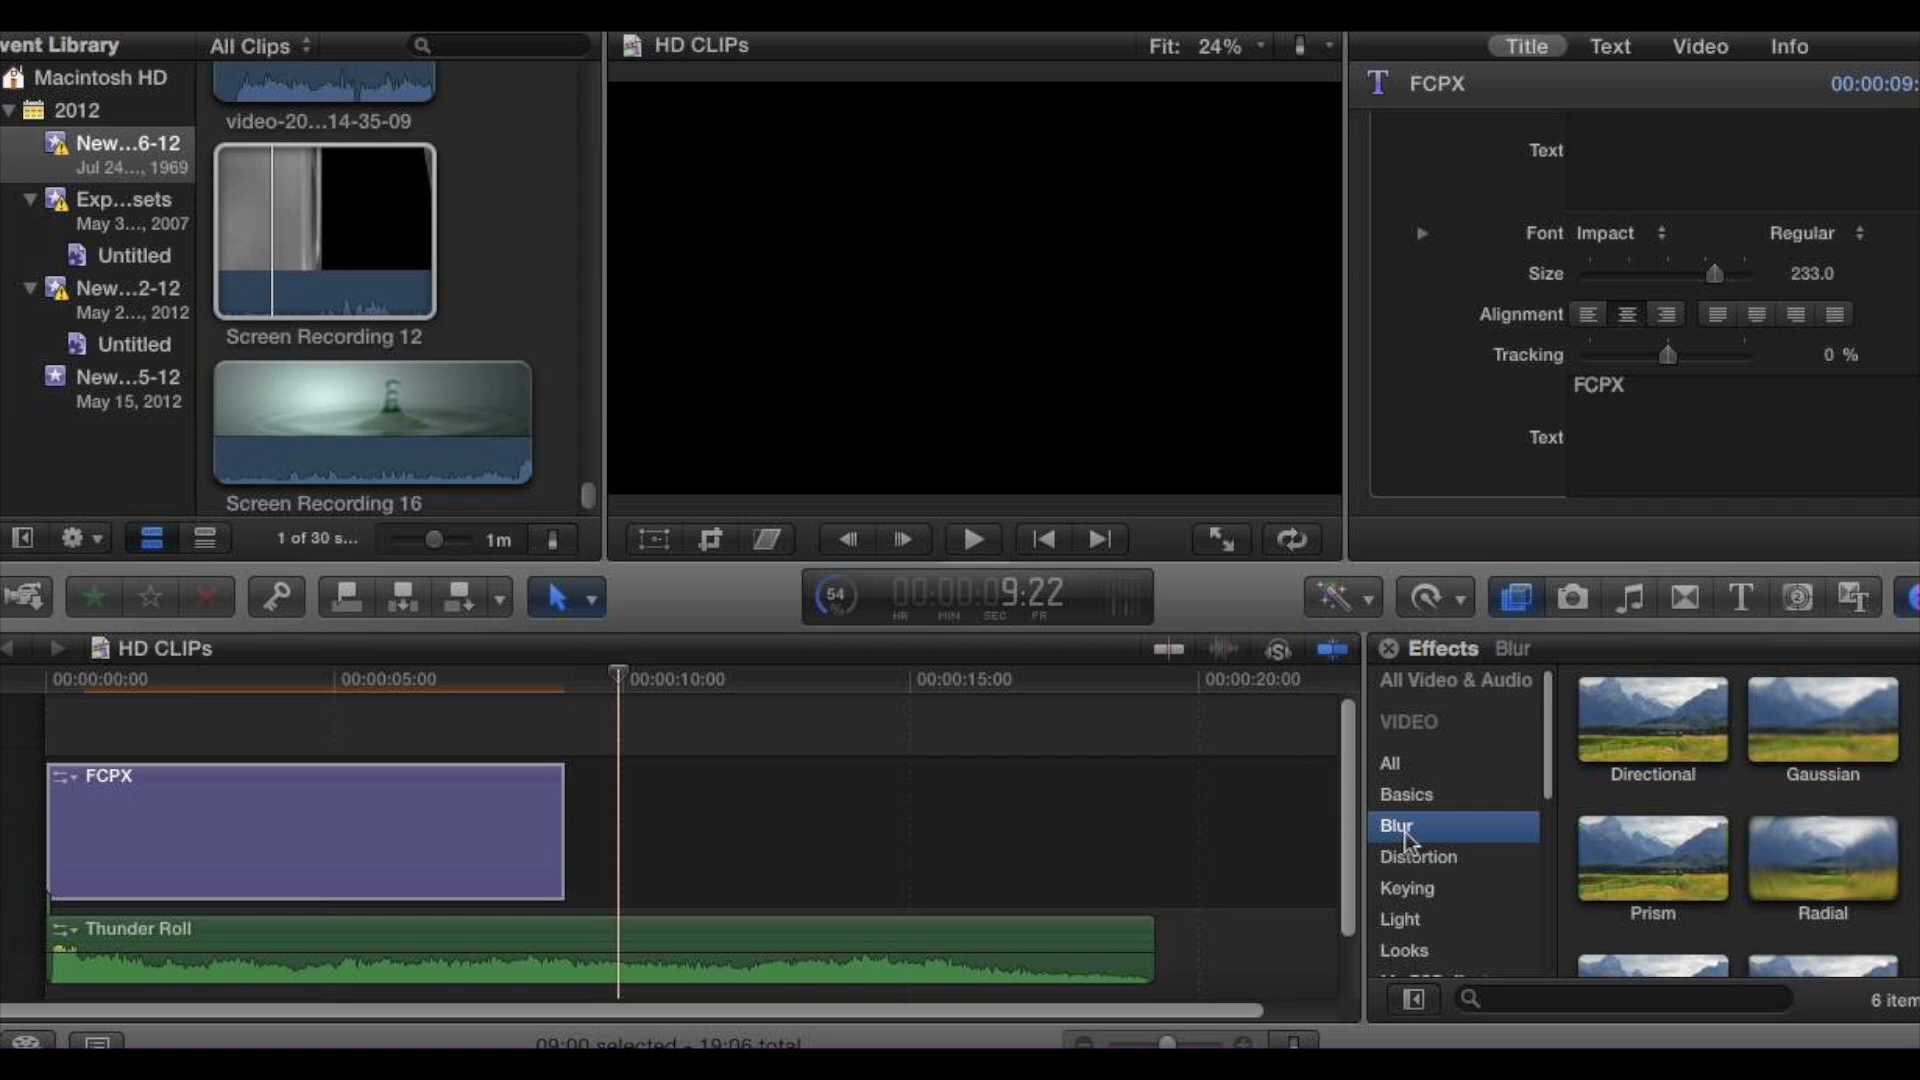 vent Library
All Clips
Macintosh HD
2012
New...6-12
Jul 24..., 1969
Exp...sets
May 3..., 2007
Untitled
New...2-12
May 2..., 2012
Untitled
New...5-12
May 15, 2012
video-20...14-35-09
Screen Recording 12
Screen Recording 16
1 of 30 s...
1m
HD CLIPs
Fit: 24%
Title Text Video Info
T FCPX 00:00:09:
Text
Font Impact Regular
Size 233.0
Alignment
Tracking 0 %
FCPX
Text
54 %
00:00:09:22
HR MIN SEC FR
HD CLIPs
00:00:00:00 00:00:05:00 00:00:10:00 00:00:15:00 00:00:20:00
FCPX
Thunder Roll
09:00 selected - 19:06 total
Effects Blur
All Video & Audio
VIDEO
All
Basics
Blur
Distortion
Keying
Light
Looks
Directional
Gaussian
Prism
Radial
6 item